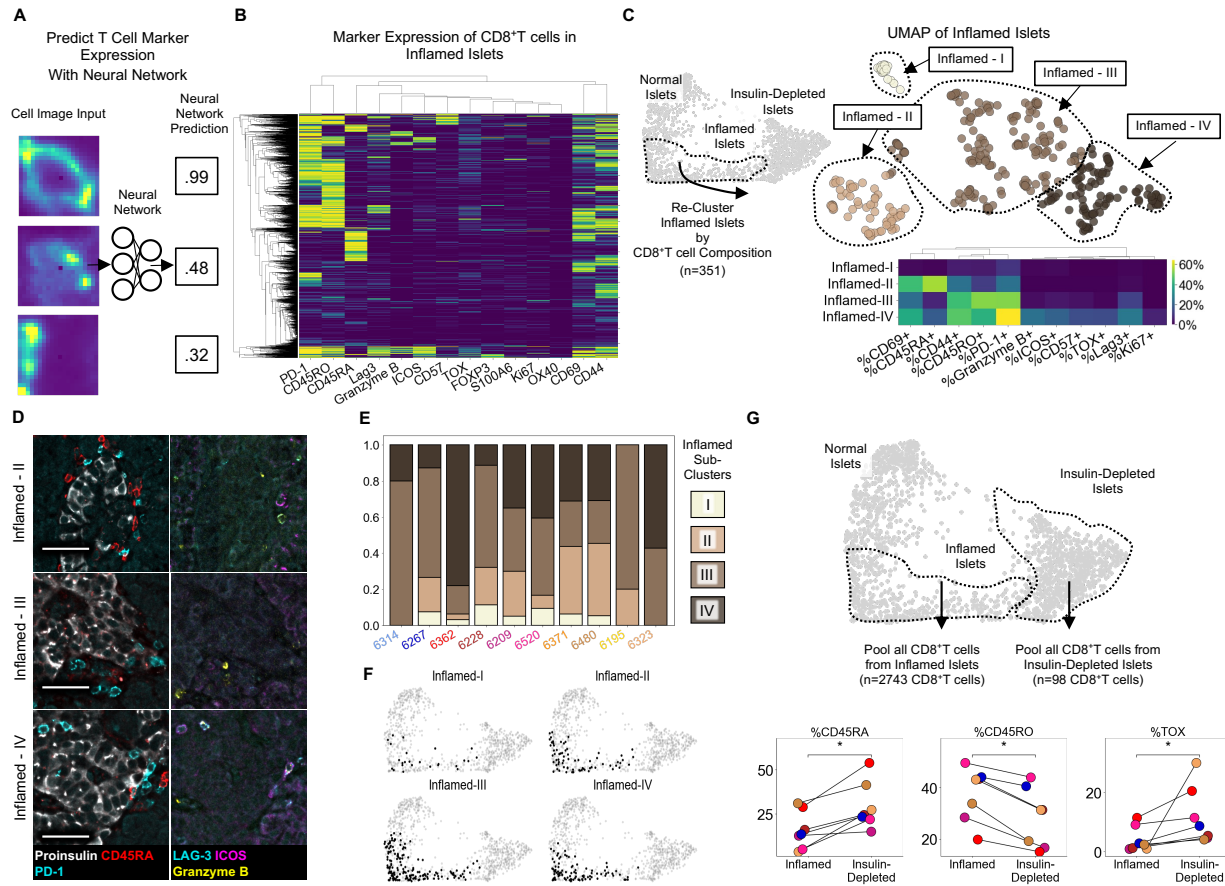 A
Predict T Cell Marker
Expression
With Neural Network
Cell Image Input
Neural
Network
Prediction
Neural
Network
.99
.48
.32
B
Marker Expression of CD8⁺T cells in
Inflamed Islets
PD-1
CD45RO
CD45RA
Lag3
Granzyme B
ICOS
CD57
TOX
FOXP3
S100A6
Ki67
OX40
CD69
CD44
C
UMAP of Inflamed Islets
Normal
Islets
Insulin-Depleted
Islets
Inflamed
Islets
Re-Cluster
Inflamed Islets
by
CD8⁺T cell Composition
(n=351)
Inflamed - I
Inflamed - III
Inflamed - II
Inflamed - IV
Inflamed-I
Inflamed-II
Inflamed-III
Inflamed-IV
60%
40%
20%
0%
%CD69+
%CD45RA+
%CD44+
%CD45RO+
%PD-1+
%Granzyme B+
%ICOS+
%CD57+
%TOX+
%Lag3+
%Ki67+
D
Inflamed - II
Inflamed - III
Inflamed - IV
Proinsulin CD45RA
PD-1
LAG-3 ICOS
Granzyme B
E
1.0
0.8
0.6
0.4
0.2
0.0
6314
6267
6362
6228
6209
6520
6371
6480
6195
6323
Inflamed
Sub-
Clusters
I
II
III
IV
F
Inflamed-I
Inflamed-II
Inflamed-III
Inflamed-IV
G
Normal
Islets
Insulin-Depleted
Islets
Inflamed
Islets
Pool all CD8⁺T cells
from Inflamed Islets
(n=2743 CD8⁺T cells)
Pool all CD8⁺T cells from
Insulin-Depleted Islets
(n=98 CD8⁺T cells)
%CD45RA
*
50
25
Inflamed
Insulin-
Depleted
%CD45RO
*
40
20
Inflamed
Insulin-
Depleted
%TOX
*
20
0
Inflamed
Insulin-
Depleted